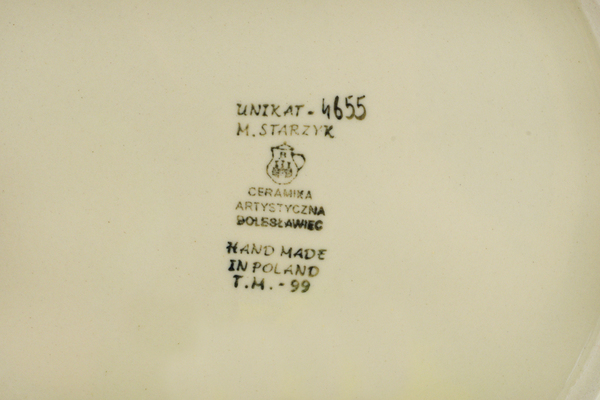 UNIKAT - 4655
M. STARZYK
CERAMIKA
ARTYSTYCZNA
BOLESŁAWIEC
HAND MADE
IN POLAND
T.M. - 99